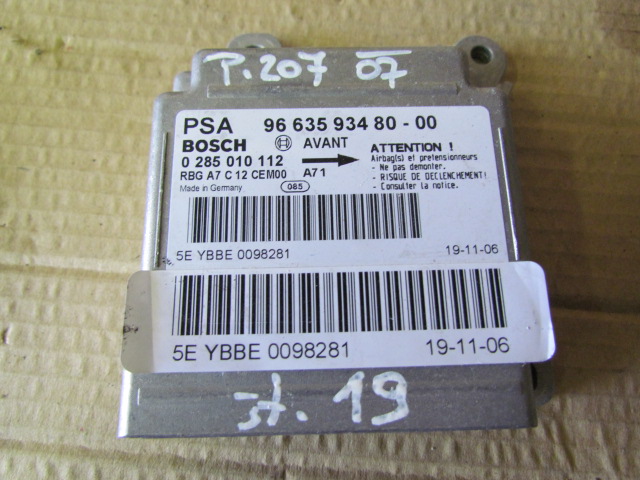 P.207 07
PSA 96 635 934 80 - 00
BOSCH AVANT
0 285 010 112
RBG A7 C 12 CEM00 A71
Made in Germany 085
ATTENTION !
Airbag(s) et pretensionneurs
- Ne pas demonter.
- RISQUE DE DECLENCHEMENT!
- Consulter la notice.
5E YBBE 0098281 19-11-06
5E YBBE 0098281 19-11-06
st. 19